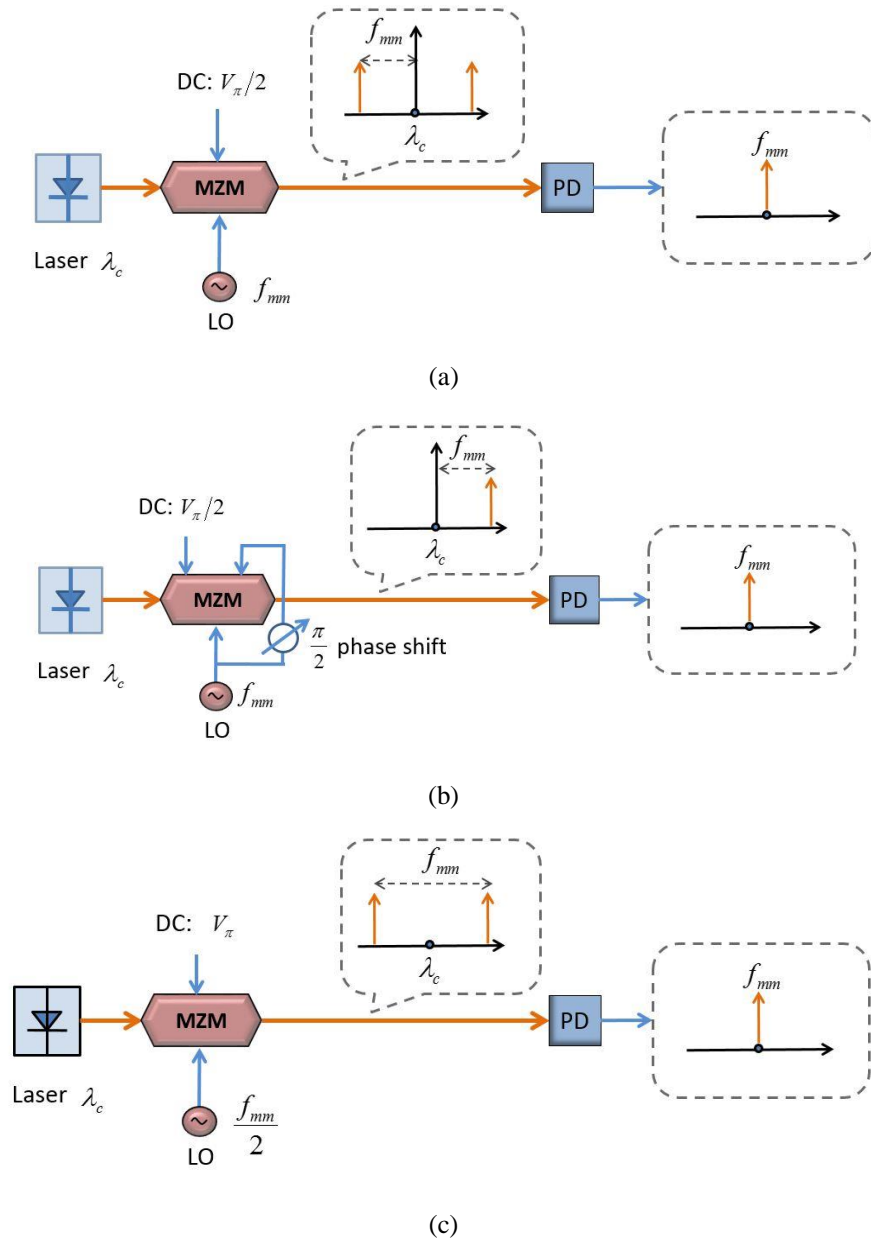 f_mm
DC: V_π/2
λ_c
f_mm
MZM
PD
Laser λ_c
f_mm
LO
(a)
f_mm
DC: V_π/2
λ_c
f_mm
MZM
PD
π/2 phase shift
Laser λ_c
f_mm
LO
(b)
f_mm
DC: V_π
λ_c
f_mm
MZM
PD
Laser λ_c
f_mm/2
LO
(c)